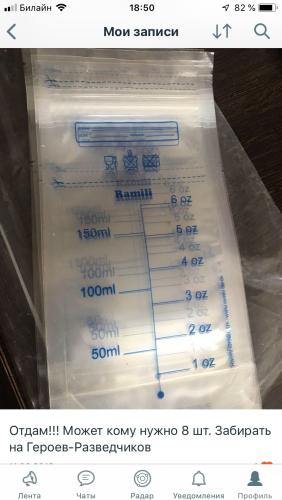 Билайн 18:50 82 %
Мои записи
Ramili
6 oz
150ml 5 oz
4 oz
100ml
3 oz
2 oz
50ml
1 oz
Отдам!!! Может кому нужно 8 шт. Забирать
на Героев-Разведчиков
Лента Чаты Радар Уведомления Профиль